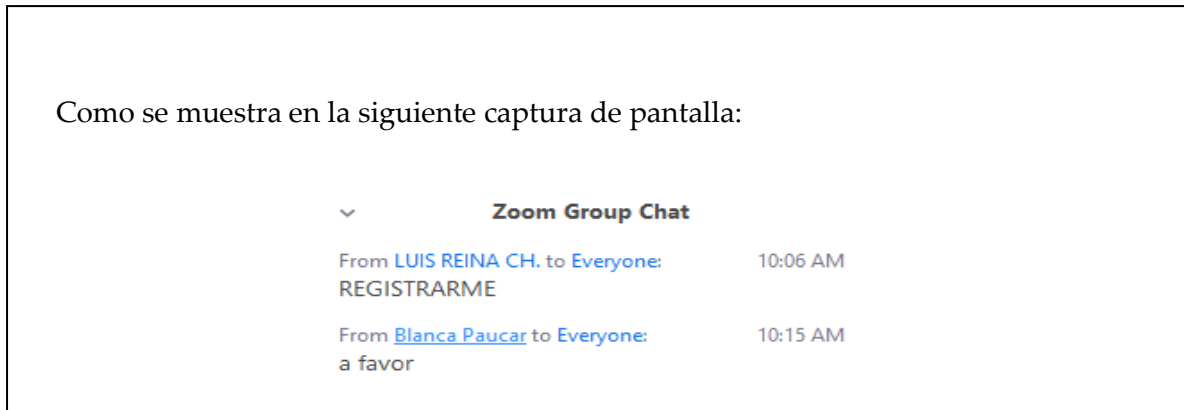 Como se muestra en la siguiente captura de pantalla:
Zoom Group Chat
From LUIS REINA CH. to Everyone: 10:06 AM
REGISTRARME
From Blanca Paucar to Everyone: 10:15 AM
a favor